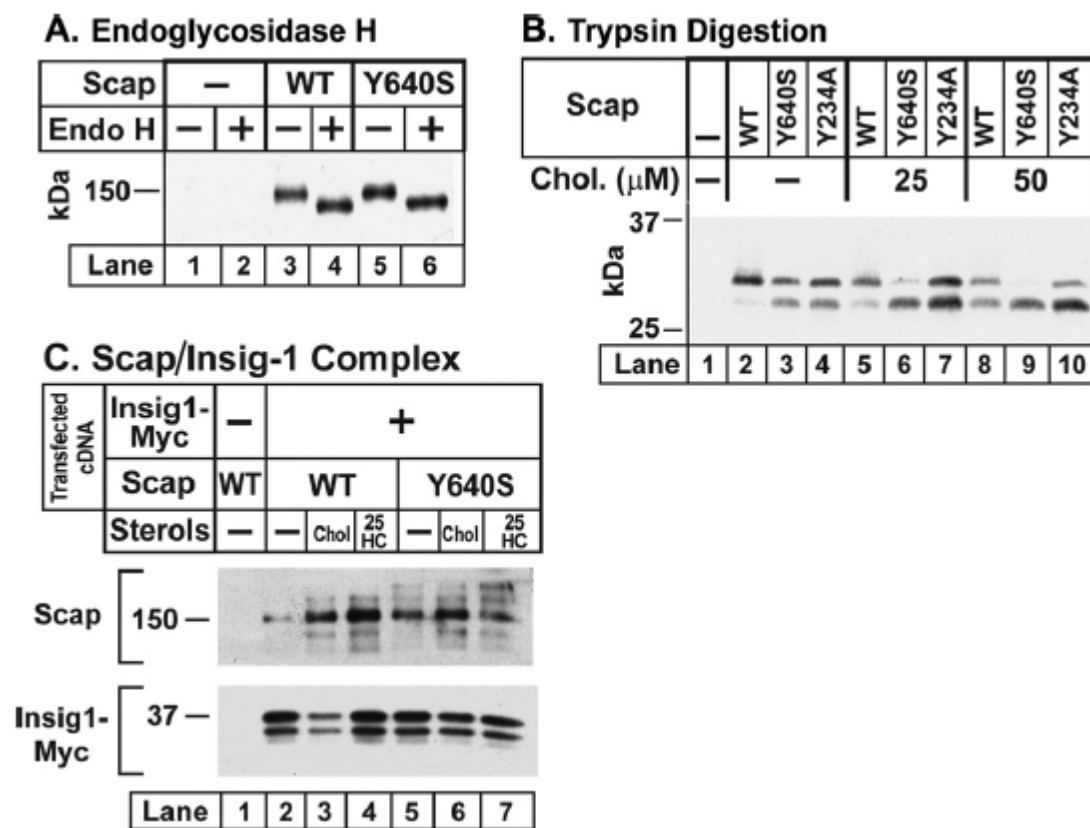 A. Endoglycosidase H
Scap – WT Y640S
Endo H – + – + – +
kDa
150
Lane 1 2 3 4 5 6
B. Trypsin Digestion
Scap – WT Y640S Y234A WT Y640S Y234A WT Y640S Y234A
Chol. (μM) – – 25 50
37
kDa
25
Lane 1 2 3 4 5 6 7 8 9 10
C. Scap/Insig-1 Complex
Transfected
cDNA
Insig1-
Myc – +
Scap WT WT Y640S
Sterols – – Chol 25 HC – Chol 25 HC
Scap 150
Insig1-
Myc 37
Lane 1 2 3 4 5 6 7